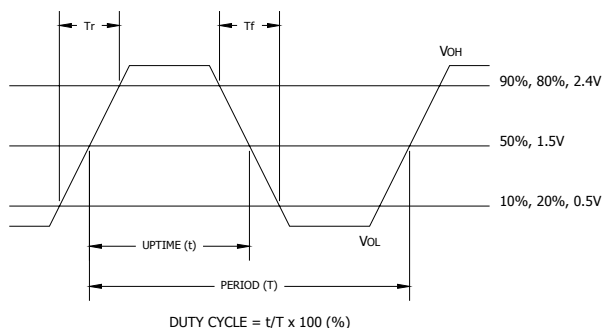 Tr
Tf
VOH
90%, 80%, 2.4V
50%, 1.5V
10%, 20%, 0.5V
UPTIME (t)
VOL
PERIOD (T)
DUTY CYCLE = t/T x 100 (%)